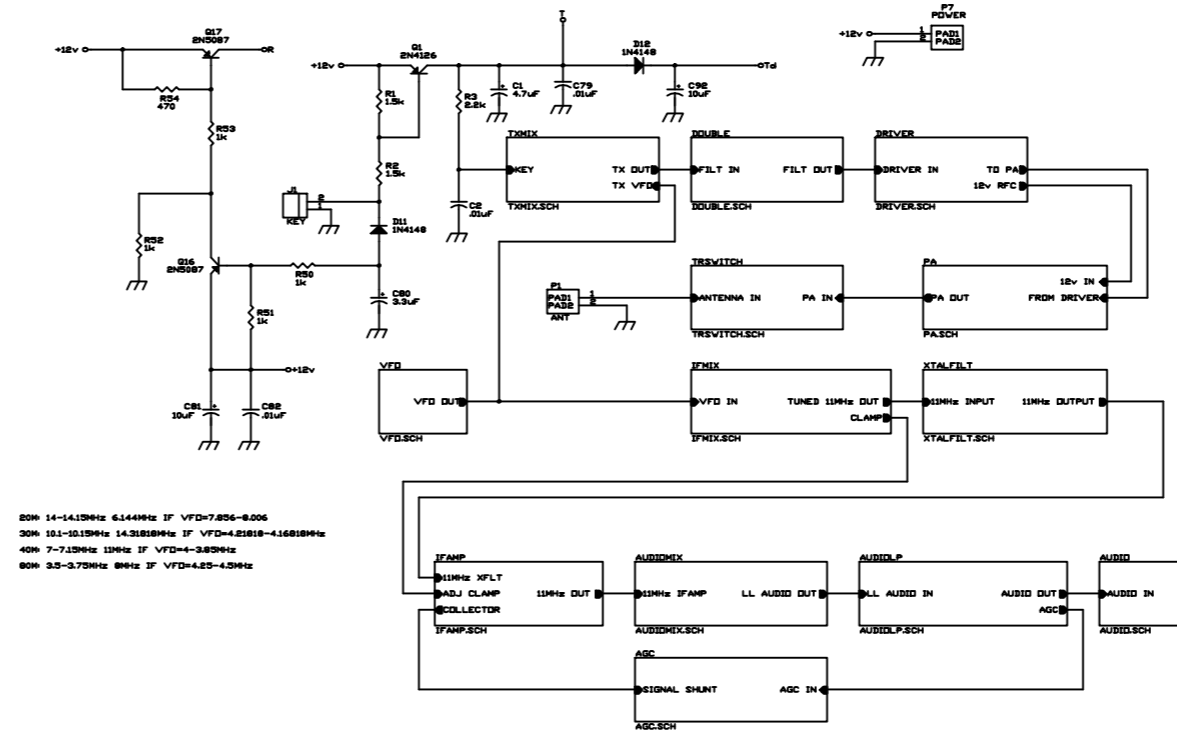 Q17
2N5087
+12v
R
R54
470
R53
1k
R52
1k
Q16
2N5087
R50
1k
R51
1k
+12v
C81
10uF
+
C82
.01uF
T
Q1
2N4126
+12v
D12
1N4148
Td
R1
1.5k
R3
2.2k
C1
4.7uF
+
C79
.01uF
C92
10uF
+
R2
1.5k
J1
2
1
KEY
D11
1N4148
C2
.01uF
C80
3.3uF
+
P7
POWER
+12v
1 PAD1
2 PAD2
TXMIX
KEY
TX OUT
TX VFO
TXMIX.SCH
DOUBLE
FILT IN
FILT OUT
DOUBLE.SCH
DRIVER
DRIVER IN
TO PA
12v RFC
DRIVER.SCH
P1
PAD1 1
PAD2 2
ANT
TRSWITCH
ANTENNA IN
PA IN
TRSWITCH.SCH
PA
12v IN
PA OUT
FROM DRIVER
PA.SCH
VFO
VFO OUT
VFO.SCH
IFMIX
VFO IN
TUNED 11MHz OUT
CLAMP
IFMIX.SCH
XTALFILT
11MHz INPUT
11MHz OUTPUT
XTALFILT.SCH
20M: 14-14.15MHz 6.144MHz IF VFO=7.856-8.006
30M: 10.1-10.15MHz 14.31818MHz IF VFO=4.21818-4.16818MHz
40M: 7-7.15MHz 11MHz IF VFO=4-3.85MHz
80M: 3.5-3.75MHz 8MHz IF VFO=4.25-4.5MHz
IFAMP
11MHz XFLT
ADJ CLAMP
COLLECTOR
11MHz OUT
IFAMP.SCH
AUDIOMIX
11MHz IFAMP
LL AUDIO OUT
AUDIOMIX.SCH
AUDIOLP
LL AUDIO IN
AUDIO OUT
AGC
AUDIOLP.SCH
AUDIO
AUDIO IN
AUDIO.SCH
AGC
SIGNAL SHUNT
AGC IN
AGC.SCH